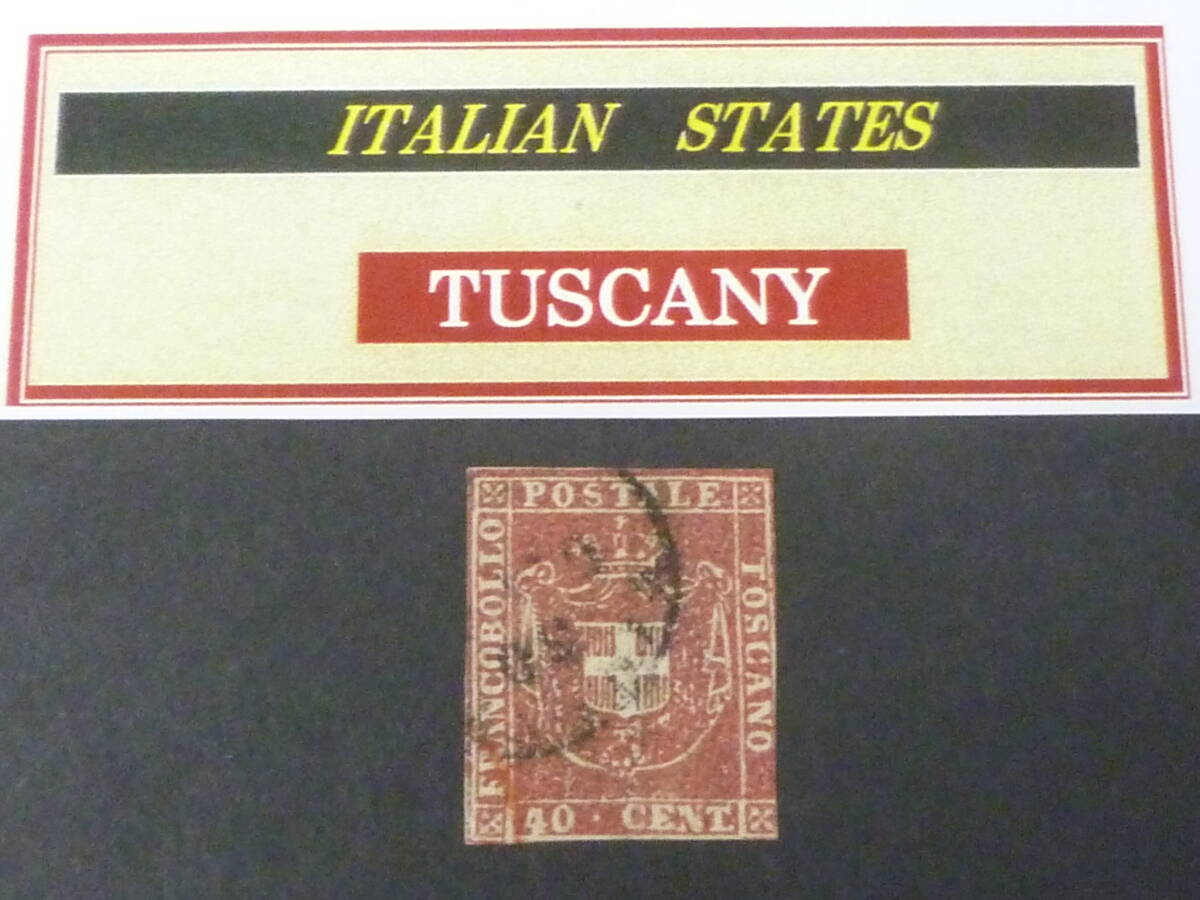 ITALIAN STATES
TUSCANY
POSTALE
FRANCOBOLLO
TOSCANO
40 · CENT